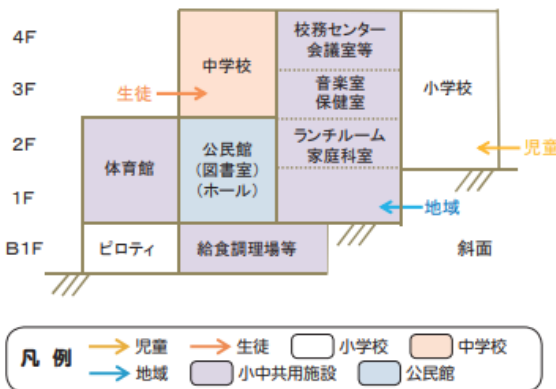 4F
3F
2F
1F
B1F
中学校
校務センター
会議室等
音楽室
保健室
小学校
生徒
ランチルーム
家庭科室
児童
体育館
公民館
(図書室)
(ホール)
地域
ピロティ
給食調理場等
斜面
凡 例
児童
生徒
小学校
中学校
地域
小中共用施設
公民館